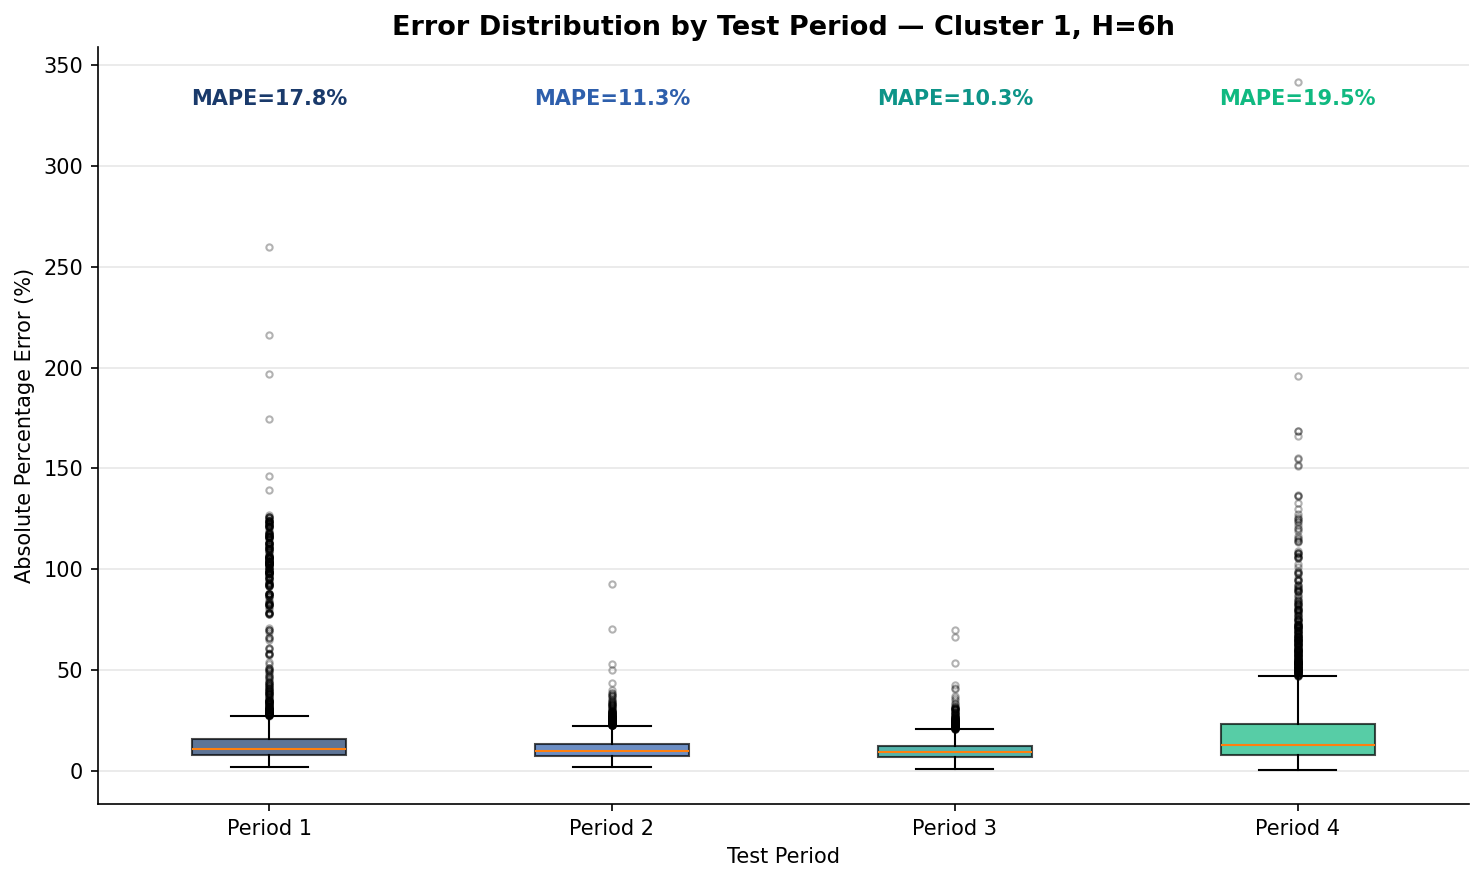 Error Distribution by Test Period — Cluster 1, H=6h
Absolute Percentage Error (%)
350
300
250
200
150
100
50
0
MAPE=17.8%
MAPE=11.3%
MAPE=10.3%
MAPE=19.5%
Period 1
Period 2
Period 3
Period 4
Test Period